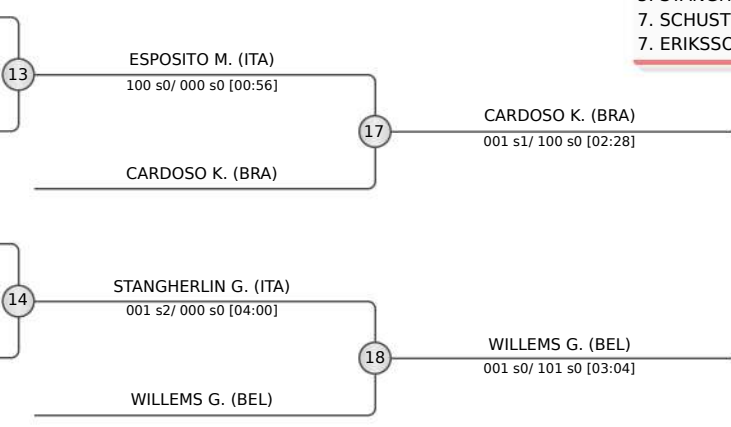 7. SCHUST
7. ERIKSSO
13
ESPOSITO M. (ITA)
100 s0/ 000 s0 [00:56]
17
CARDOSO K. (BRA)
001 s1/ 100 s0 [02:28]
CARDOSO K. (BRA)
14
STANGHERLIN G. (ITA)
001 s2/ 000 s0 [04:00]
18
WILLEMS G. (BEL)
001 s0/ 101 s0 [03:04]
WILLEMS G. (BEL)